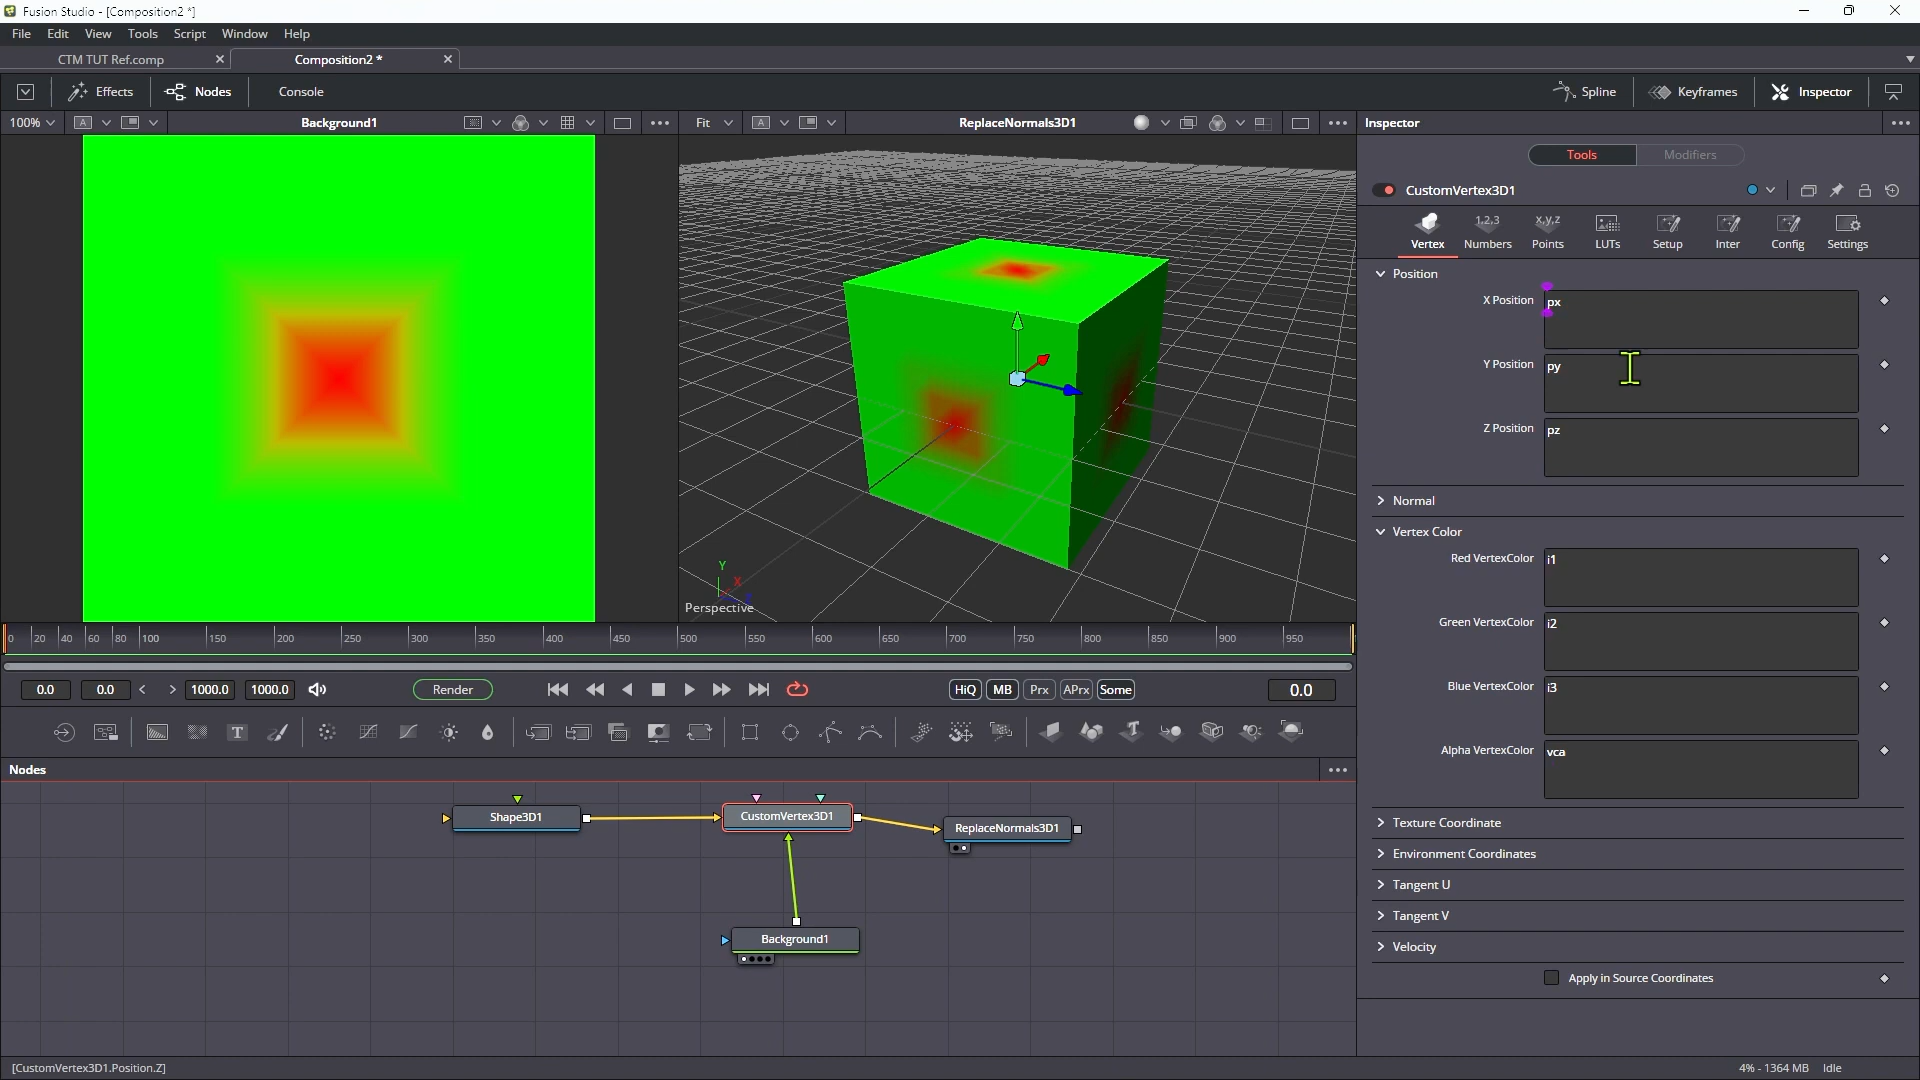 Fusion Studio - [Composition2 *]
File Edit View Tools Script Window Help
CTM TUT Ref.comp Composition2 *
Effects Nodes Console Spline Keyframes Inspector
100% A Background1 Fit A ReplaceNormals3D1 Inspector
Tools Modifiers
CustomVertex3D1
1,2,3 x,y,z
Vertex Numbers Points LUTs Setup Inter Config Settings
Position
X Position px
Y Position py
Z Position pz
Normal
Vertex Color
Red VertexColor i1
Green VertexColor i2
Blue VertexColor i3
Alpha VertexColor vca
Texture Coordinate
Environment Coordinates
Tangent U
Tangent V
Velocity
Apply in Source Coordinates
Y
X
Perspective
0 20 40 60 80 100 150 200 250 300 350 400 450 500 550 600 650 700 750 800 850 900 950
0.0 0.0 1000.0 1000.0 Render HiQ MB Prx APrx Some 0.0
T T
Nodes
Shape3D1 CustomVertex3D1 ReplaceNormals3D1
Background1
[CustomVertex3D1.Position.Z] 4% - 1364 MB Idle